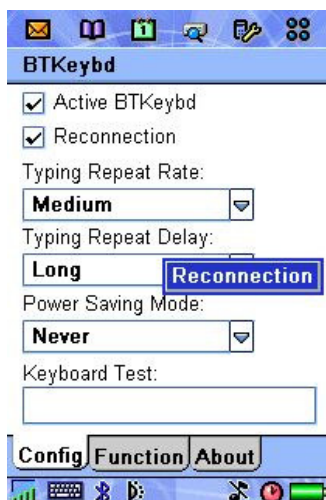 BTKeybd
Active BTKeybd
Reconnection
Typing Repeat Rate:
Medium
Typing Repeat Delay:
Long
Reconnection
Power Saving Mode:
Never
Keyboard Test:
Config Function About